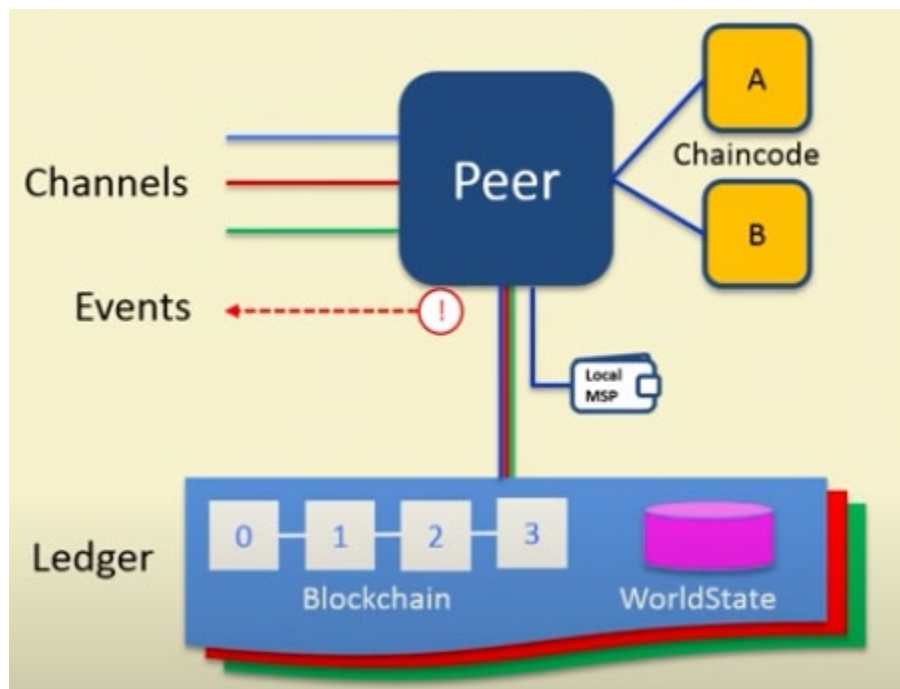 A
Chaincode
Peer
Channels
B
Events
!
Local
MSP
0
1
2
3
Ledger
Blockchain
WorldState